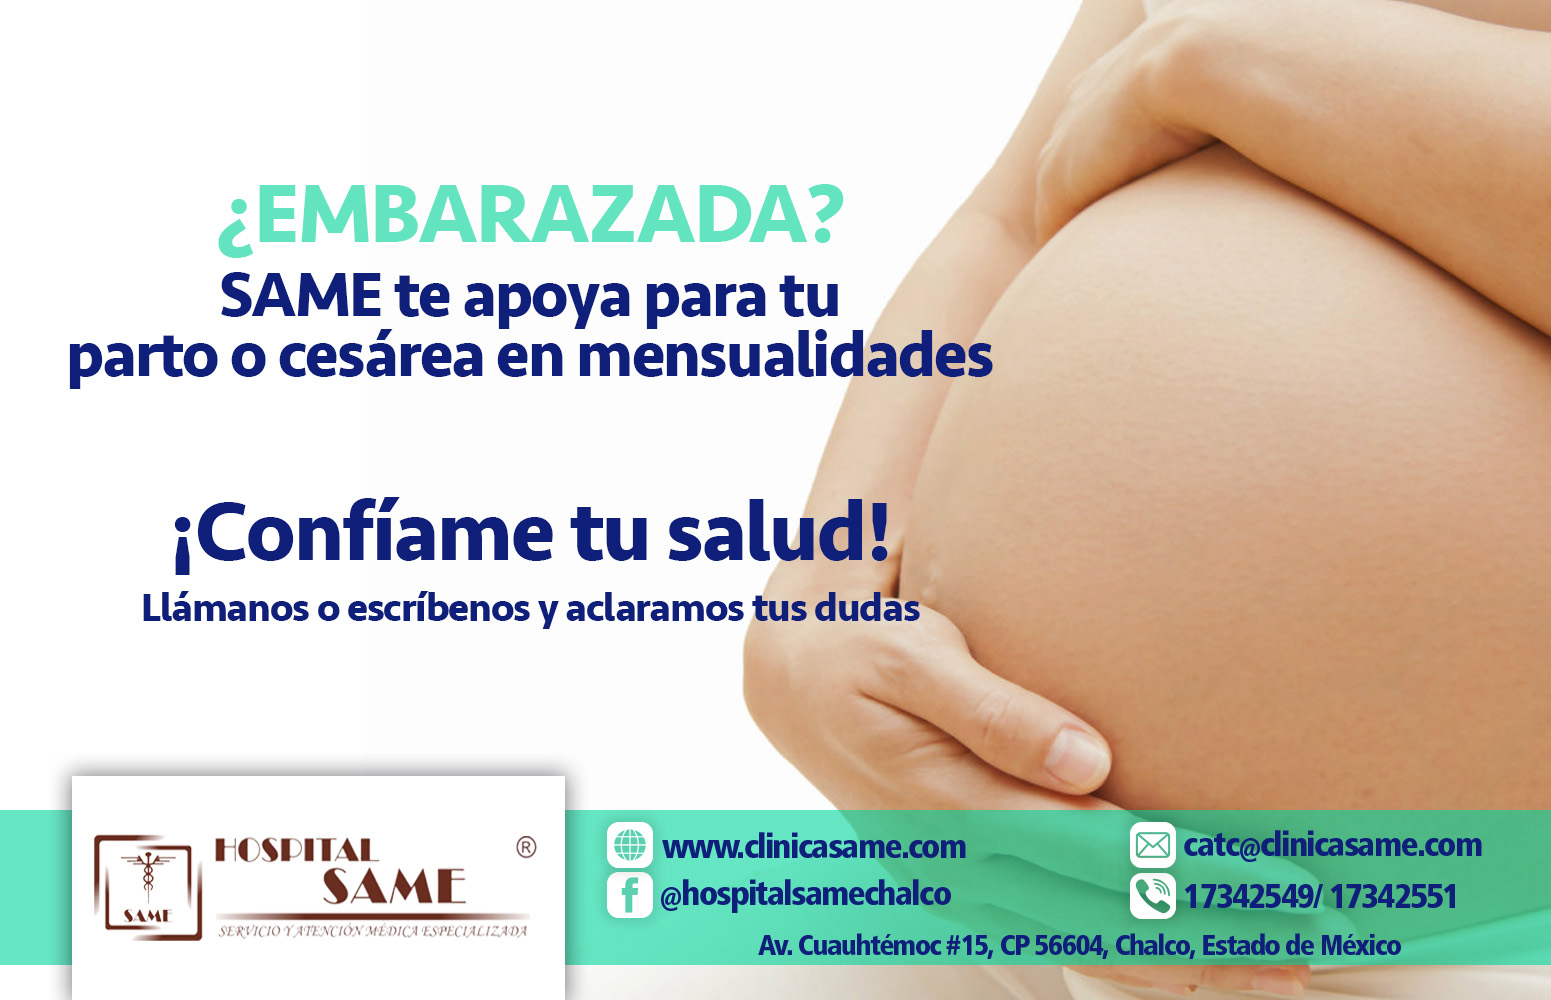 ¿EMBARAZADA?
SAME te apoya para tu
parto o cesárea en mensualidades
¡Confíame tu salud!
Llámanos o escríbenos y aclaramos tus dudas
SAME
HOSPITAL
SAME
®
SERVICIO Y ATENCIÓN MÉDICA ESPECIALIZADA
www.clinicasame.com
@hospitalsamechalco
catc@clinicasame.com
17342549/ 17342551
Av. Cuauhtémoc #15, CP 56604, Chalco, Estado de México